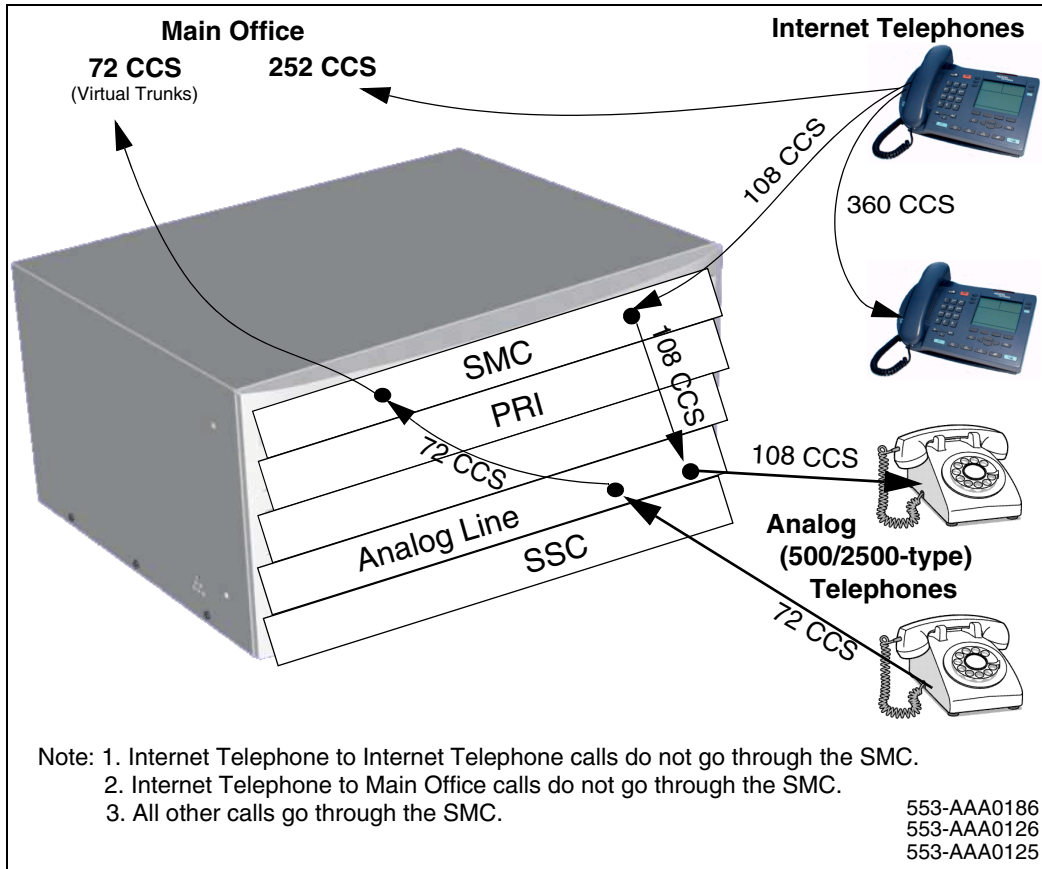 Main Office
72 CCS
(Virtual Trunks)
252 CCS
Internet Telephones
108 CCS
360 CCS
108 CCS
SMC
PRI
72 CCS
Analog Line
SSC
108 CCS
Analog
(500/2500-type)
Telephones
72 CCS
Note: 1. Internet Telephone to Internet Telephone calls do not go through the SMC.
2. Internet Telephone to Main Office calls do not go through the SMC.
3. All other calls go through the SMC.
553-AAA0186
553-AAA0126
553-AAA0125